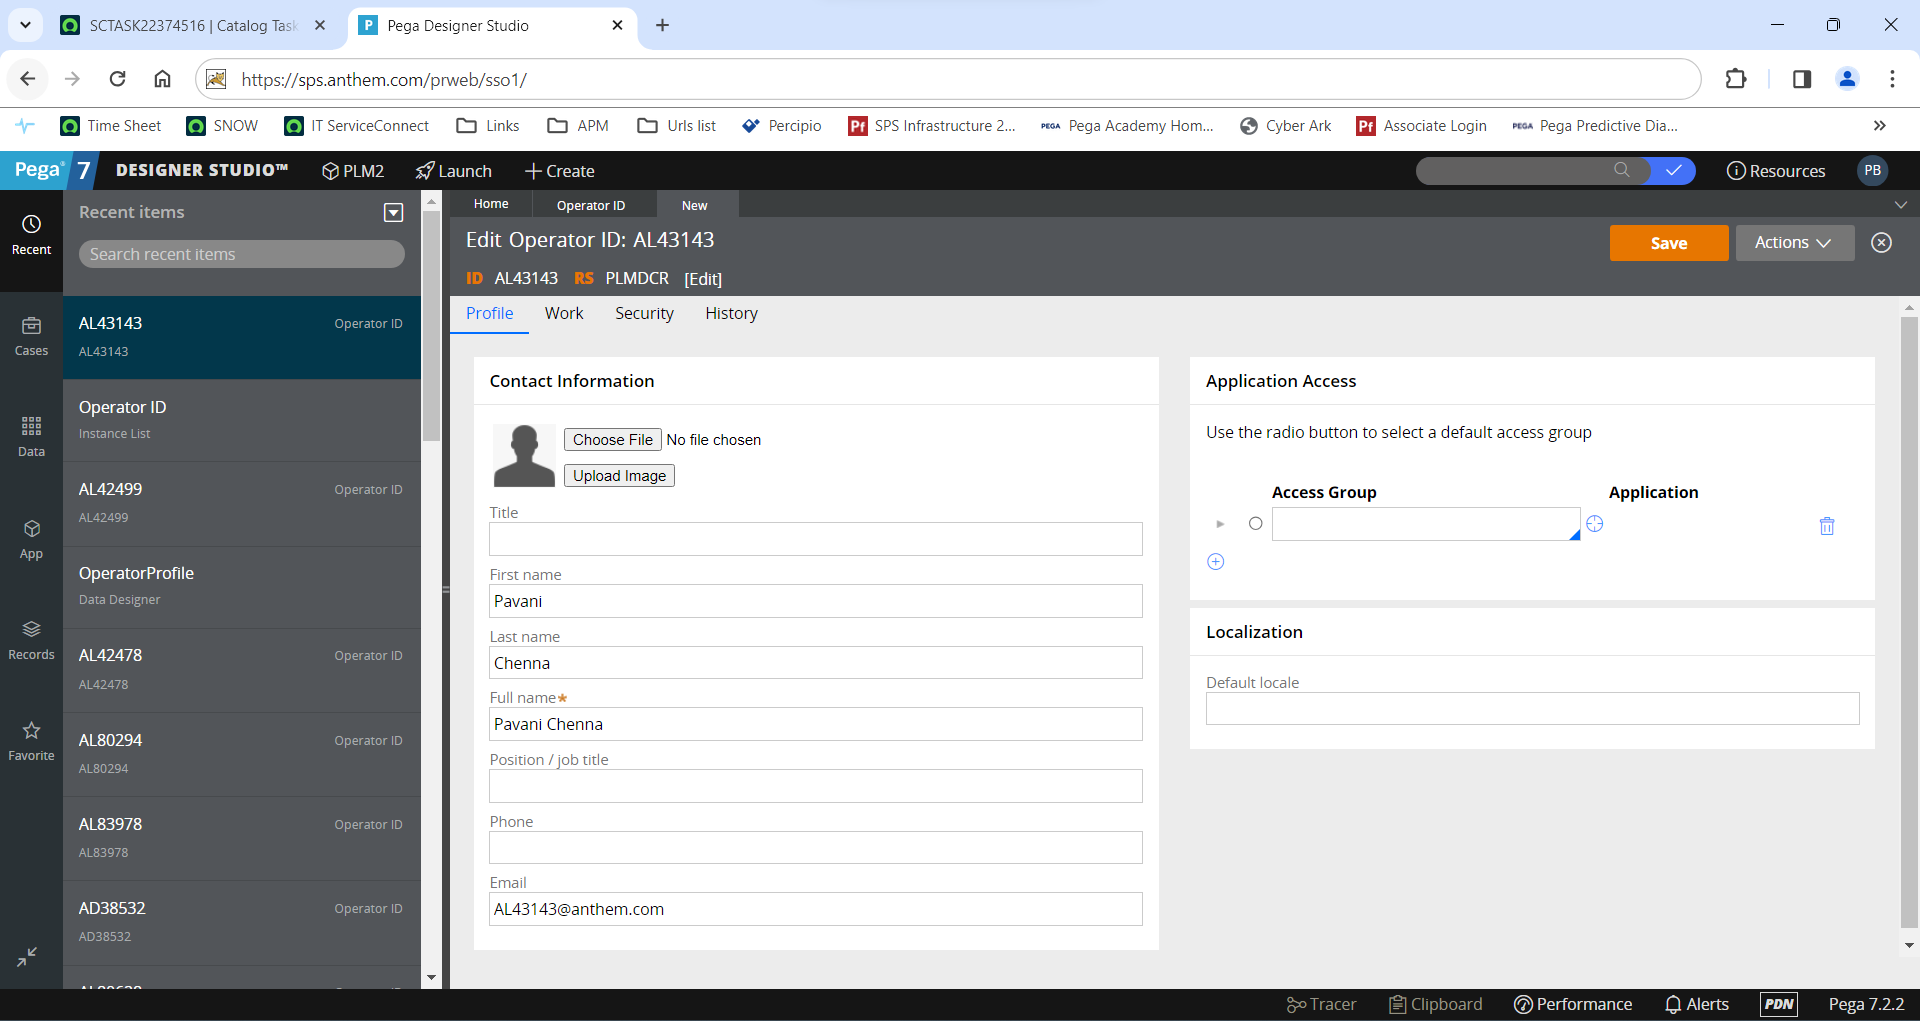 SCTASK22374516 | Catalog Task
Pega Designer Studio
https://sps.anthem.com/prweb/sso1/
Time Sheet
SNOW
IT ServiceConnect
Links
APM
Urls list
Percipio
Pf SPS Infrastructure 2...
PEGA Pega Academy Hom...
Cyber Ark
Pf Associate Login
PEGA Pega Predictive Dia...
Pega 7
DESIGNER STUDIO™
PLM2
Launch
Create
Resources
PB
Recent
Cases
Data
App
Records
Favorite
Recent items
Search recent items
AL43143 Operator ID
AL43143
Operator ID
Instance List
AL42499 Operator ID
AL42499
OperatorProfile
Data Designer
AL42478 Operator ID
AL42478
AL80294 Operator ID
AL80294
AL83978 Operator ID
AL83978
AD38532 Operator ID
AD38532
Home
Operator ID
New
Edit Operator ID: AL43143
Save
Actions
ID AL43143 RS PLMDCR [Edit]
Profile
Work
Security
History
Contact Information
Choose File No file chosen
Upload Image
Title
First name
Pavani
Last name
Chenna
Full name*
Pavani Chenna
Position / job title
Phone
Email
AL43143@anthem.com
Application Access
Use the radio button to select a default access group
Access Group Application
Localization
Default locale
Tracer
Clipboard
Performance
Alerts
PDN
Pega 7.2.2